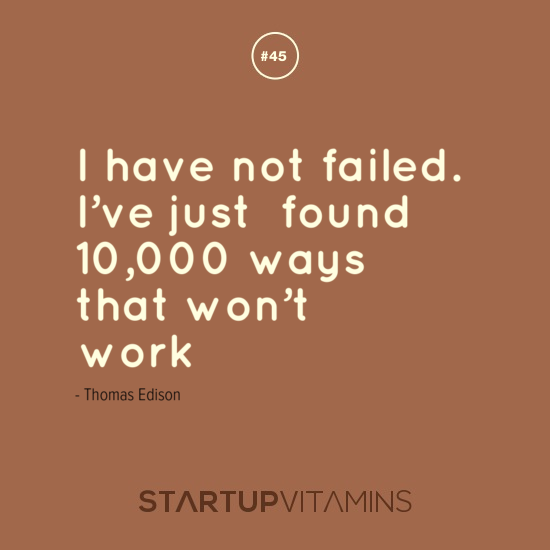 #45
I have not failed.
I’ve just found
10,000 ways
that won’t
work
- Thomas Edison
STARTUPVITAMINS